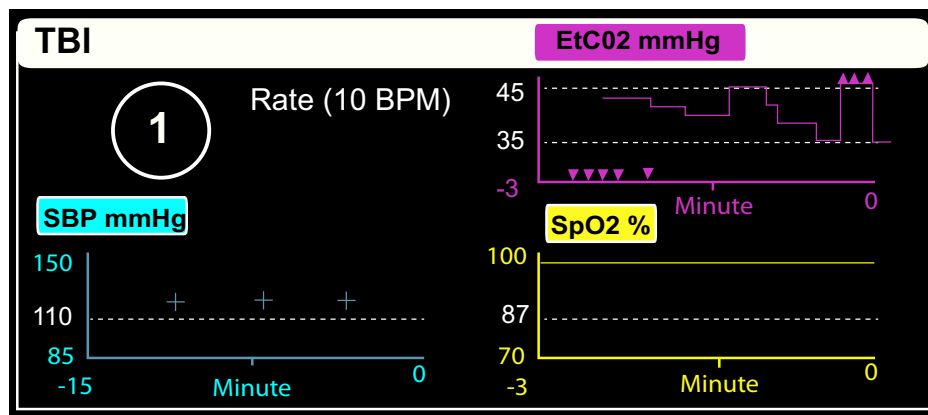 TBI
1
Rate (10 BPM)
EtC02 mmHg
45
35
-3
Minute
0
SBP mmHg
150
110
85
-15
Minute
0
SpO2 %
100
87
70
-3
Minute
0